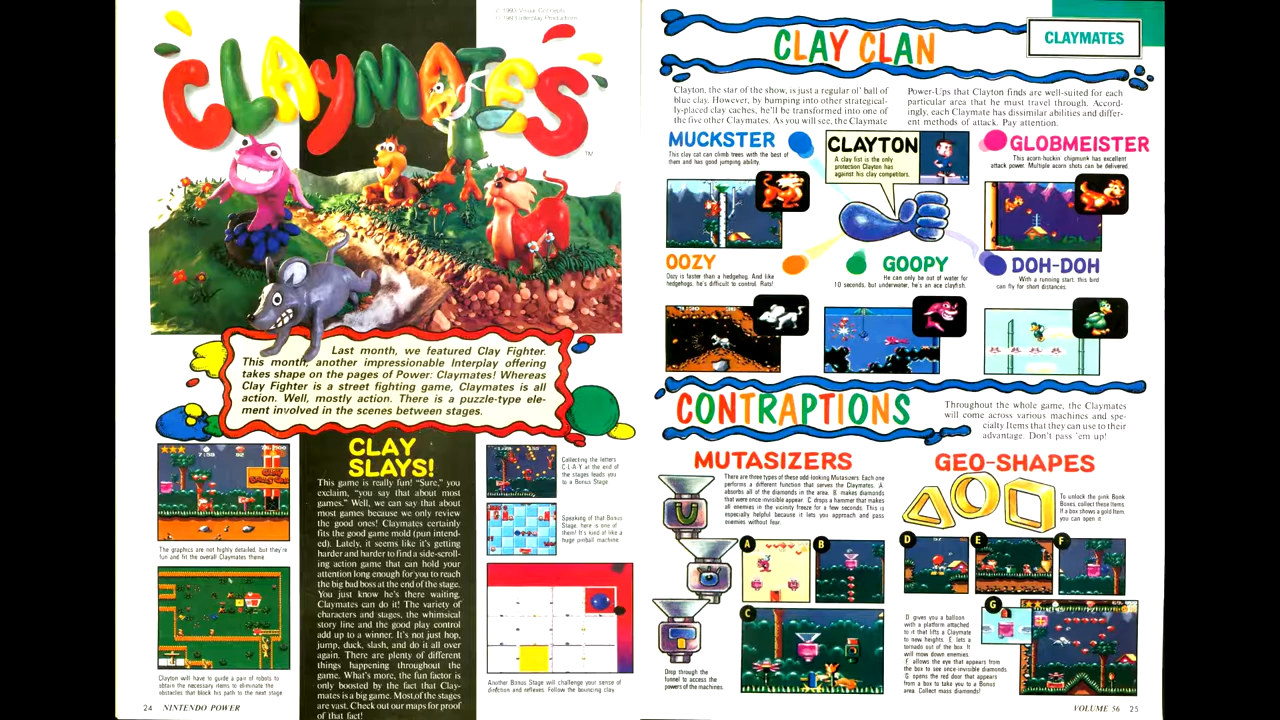 © 1993 Visual Concepts
© 1993 Interplay Productions
CLAYMATES
TM
Last month, we featured Clay Fighter.
This month, another impressionable Interplay offering
takes shape on the pages of Power: Claymates! Whereas
Clay Fighter is a street fighting game, Claymates is all
action. Well, mostly action. There is a puzzle-type ele-
ment involved in the scenes between stages.
The graphics are not highly detailed, but they're
fun and fit the overall Claymates theme
Clayton will have to guide a pair of robots to
obtain the necessary items to eliminate the
obstacles that block his path to the next stage
CLAY
SLAYS!
This game is really fun! "Sure," you
exclaim, "you say that about most
games." Well, we can say that about
most games because we only review
the good ones! Claymates certainly
fits the good game mold (pun intend-
ed). Lately, it seems like it's getting
harder and harder to find a side-scroll-
ing action game that can hold your
attention long enough for you to reach
the big bad boss at the end of the stage.
You just know he's there waiting.
Claymates can do it! The variety of
characters and stages, the whimsical
story line and the good play control
add up to a winner. It's not just hop,
jump, duck, slash, and do it all over
again. There are plenty of different
things happening throughout the
game. What's more, the fun factor is
only boosted by the fact that Clay-
mates is a big game. Most of the stages
are vast. Check out our maps for proof
of that fact!
Collecting the letters
C-L-A-Y at the end of
the stages leads you
to a Bonus Stage
Speaking of that Bonus
Stage, here is one of
them! It's kind of like a
huge pinball machine
Another Bonus Stage will challenge your sense of
direction and reflexes. Follow the bouncing clay
24 NINTENDO POWER
CLAY CLAN
CLAYMATES
Clayton, the star of the show, is just a regular ol' ball of
blue clay. However, by bumping into other strategical-
ly-placed clay caches, he'll be transformed into one of
the five other Claymates. As you will see, the Claymate
Power-Ups that Clayton finds are well-suited for each
particular area that he must travel through. Accord-
ingly, each Claymate has dissimilar abilities and differ-
ent methods of attack. Pay attention.
MUCKSTER
This clay cat can climb trees with the best of
them and has good jumping ability.
CLAYTON
A clay fist is the only
protection Clayton has
against his clay competitors.
GLOBMEISTER
This acorn-huckin' chipmunk has excellent
attack power. Multiple acorn shots can be delivered
OOZY
Oozy is faster than a hedgehog. And like
hedgehogs, he's difficult to control. Rats!
GOOPY
He can only be out of water for
10 seconds, but underwater, he's an ace clayfish.
DOH-DOH
With a running start, this bird
can fly for short distances.
CONTRAPTIONS
Throughout the whole game, the Claymates
will come across various machines and spe-
cialty Items that they can use to their
advantage. Don't pass 'em up!
MUTASIZERS
There are three types of these odd-looking Mutasizers. Each one
performs a different function that serves the Claymates. A
absorbs all of the diamonds in the area. B makes diamonds
that were once invisible appear. C drops a hammer that makes
all enemies in the vicinity freeze for a few seconds. This is
especially helpful because it lets you approach and pass
enemies without fear.
A
B
C
Drop through the
funnel to access the
powers of the machines.
GEO-SHAPES
To unlock the pink Bonk
Boxes, collect these Items
If a box shows a gold Item,
you can open it.
D
E
F
G
D gives you a balloon
with a platform attached
to it that lifts a Claymate
to new heights. E lets a
tornado out of the box. It
will mow down enemies.
F allows the eye that appears from
the box to see once-invisible diamonds.
G opens the red door that appears
from a box to take you to a Bonus
area. Collect mass diamonds!
VOLUME 56 25